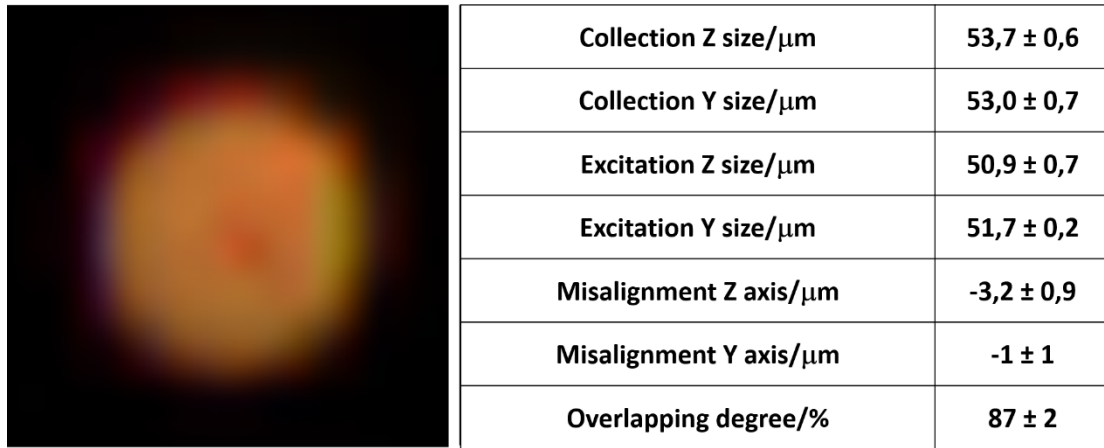 Collection Z size/μm 53,7 ± 0,6
Collection Y size/μm 53,0 ± 0,7
Excitation Z size/μm 50,9 ± 0,7
Excitation Y size/μm 51,7 ± 0,2
Misalignment Z axis/μm -3,2 ± 0,9
Misalignment Y axis/μm -1 ± 1
Overlapping degree/% 87 ± 2